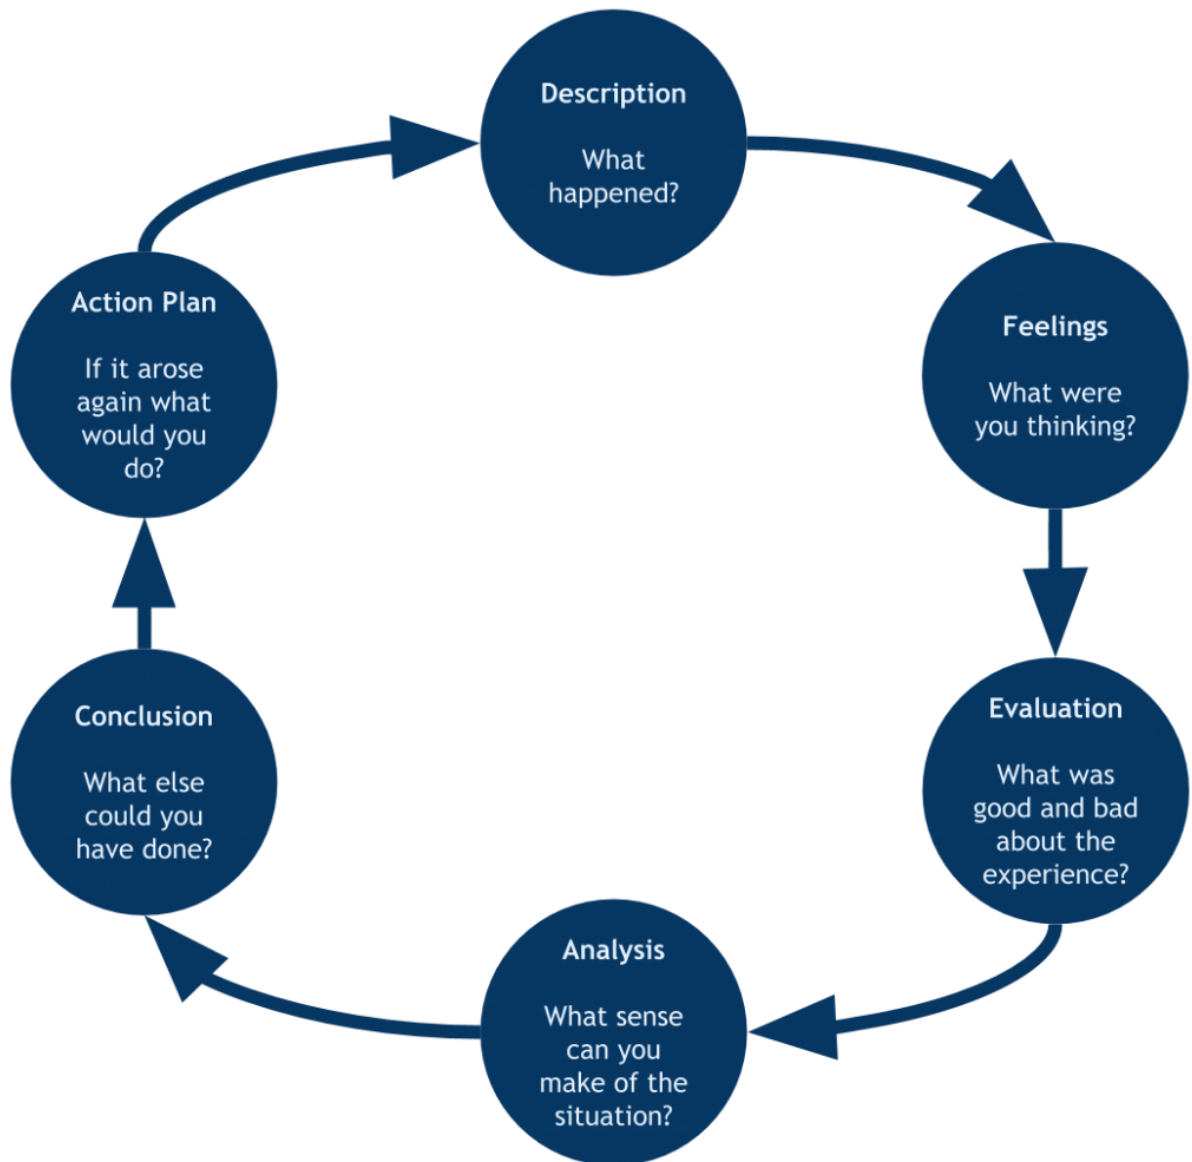 Description
What
happened?
Feelings
What were
you thinking?
Evaluation
What was
good and bad
about the
experience?
Analysis
What sense
can you
make of the
situation?
Conclusion
What else
could you
have done?
Action Plan
If it arose
again what
would you
do?